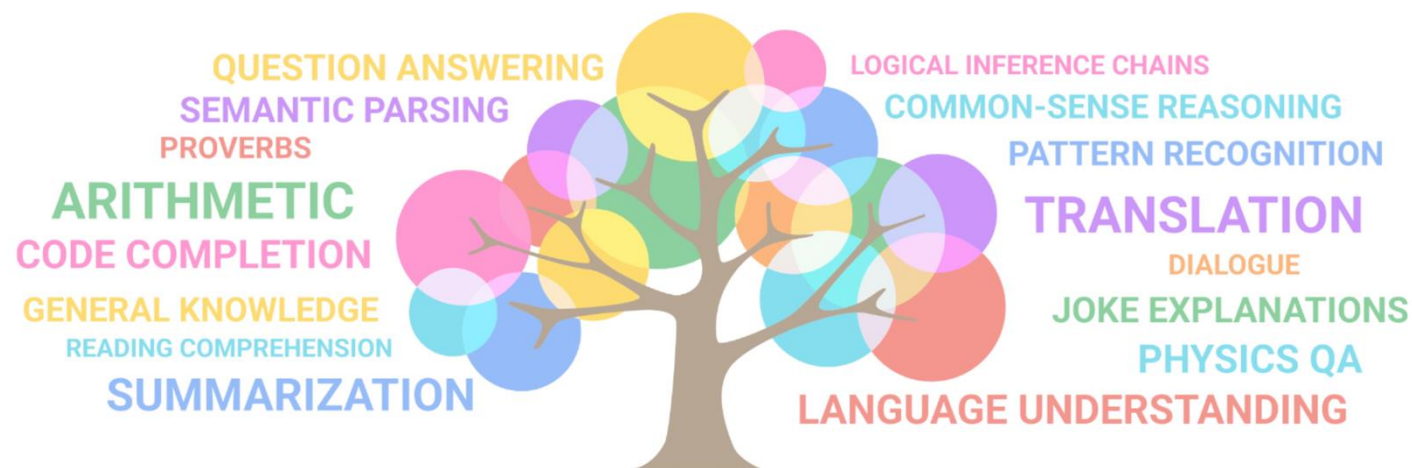 QUESTION ANSWERING
SEMANTIC PARSING
PROVERBS
ARITHMETIC
CODE COMPLETION
GENERAL KNOWLEDGE
READING COMPREHENSION
SUMMARIZATION
LOGICAL INFERENCE CHAINS
COMMON-SENSE REASONING
PATTERN RECOGNITION
TRANSLATION
DIALOGUE
JOKE EXPLANATIONS
PHYSICS QA
LANGUAGE UNDERSTANDING